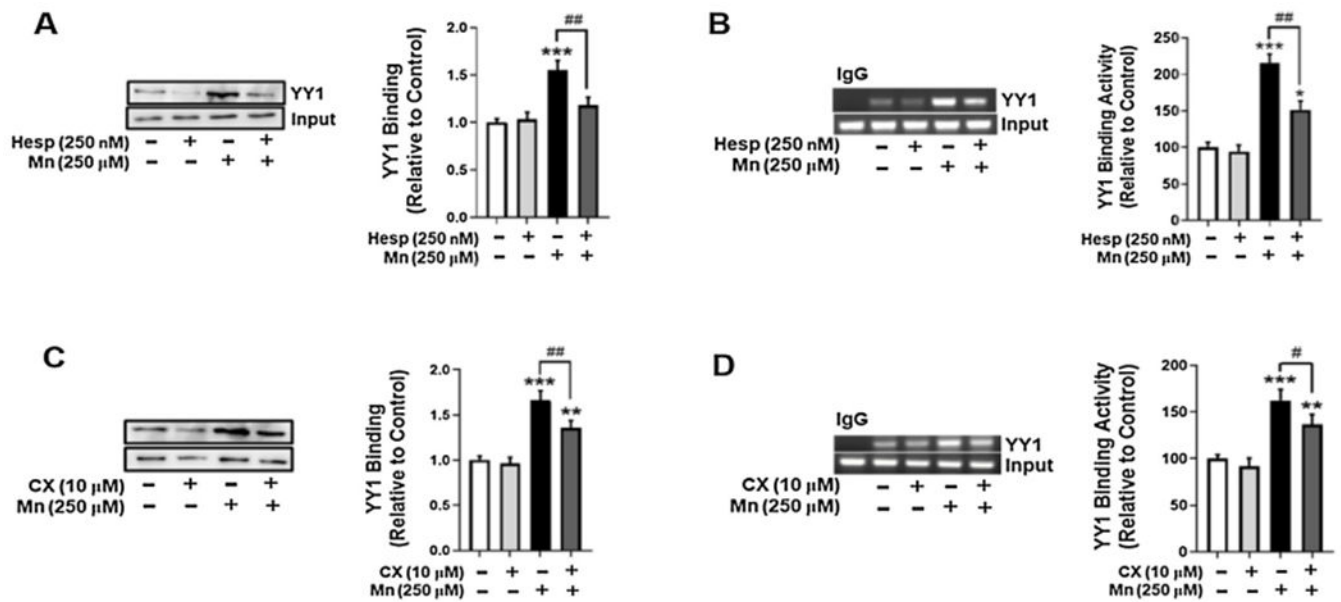 A
YY1
Input
Hesp (250 nM) – + – +
Mn (250 μM) – – + +
YY1 Binding
(Relative to Control)
2.0
1.5
1.0
0.5
0.0
***
##
Hesp (250 nM) – + – +
Mn (250 μM) – – + +
B
IgG
YY1
Input
Hesp (250 nM) – + – +
Mn (250 μM) – – + +
YY1 Binding Activity
(Relative to Control)
250
200
150
100
50
0
***
##
*
Hesp (250 nM) – + – +
Mn (250 μM) – – + +
C
CX (10 μM) – + – +
Mn (250 μM) – – + +
YY1 Binding
(Relative to Control)
2.0
1.5
1.0
0.5
0.0
***
##
**
CX (10 μM) – + – +
Mn (250 μM) – – + +
D
IgG
YY1
Input
CX (10 μM) – + – +
Mn (250 μM) – – + +
YY1 Binding Activity
(Relative to Control)
200
150
100
50
0
***
#
**
CX (10 μM) – + – +
Mn (250 μM) – – + +